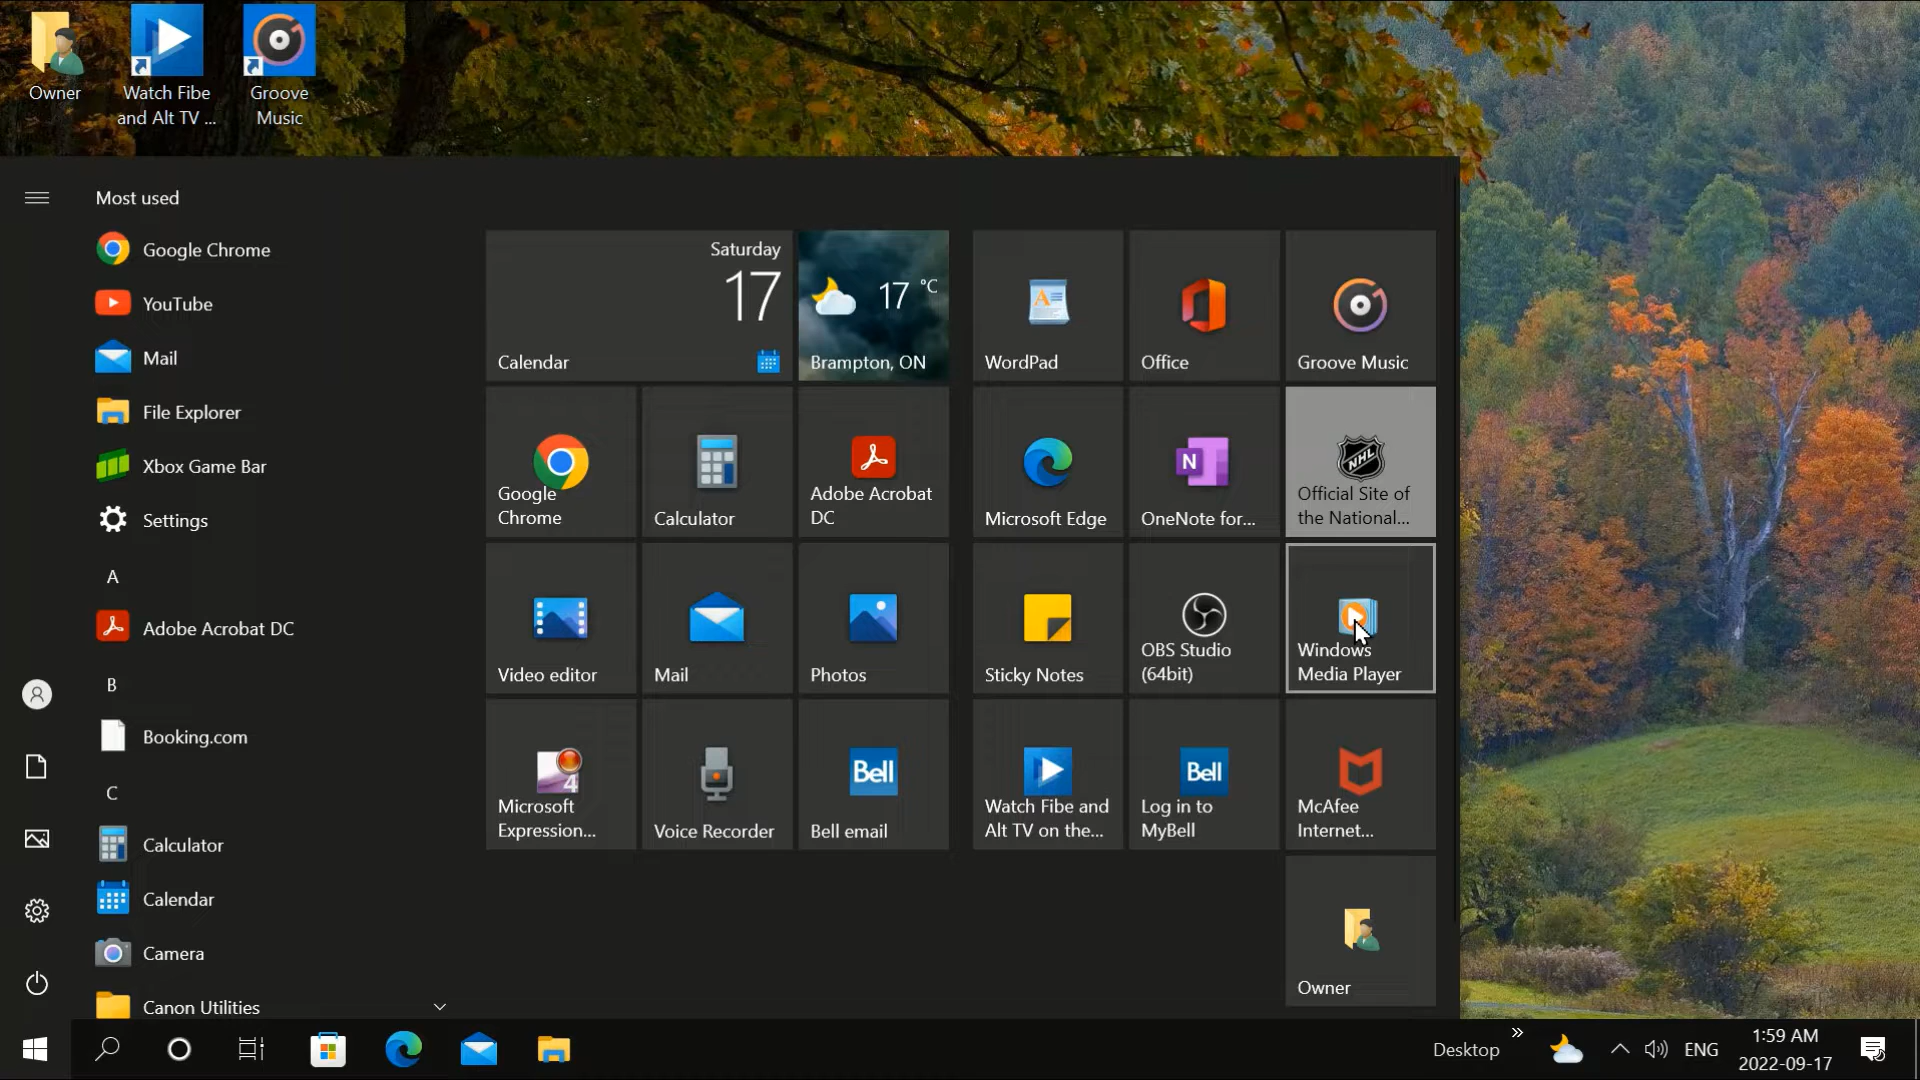 Owner
Watch Fibe
and Alt TV ...
Groove
Music
Most used
Google Chrome
YouTube
Mail
File Explorer
Xbox Game Bar
Settings
A
Adobe Acrobat DC
B
Booking.com
C
Calculator
Calendar
Camera
Canon Utilities
Saturday
17
Calendar
17 °C
Brampton, ON
A
WordPad
Office
Groove Music
Google
Chrome
Calculator
Adobe Acrobat
DC
Microsoft Edge
N
OneNote for...
NHL
Official Site of
the National...
Video editor
Mail
Photos
Sticky Notes
OBS Studio
(64bit)
Windows
Media Player
4
Microsoft
Expression...
Voice Recorder
Bell
Bell email
Watch Fibe and
Alt TV on the...
Bell
Log in to
MyBell
McAfee
Internet...
Owner
Desktop
»
ENG
1:59 AM
2022-09-17